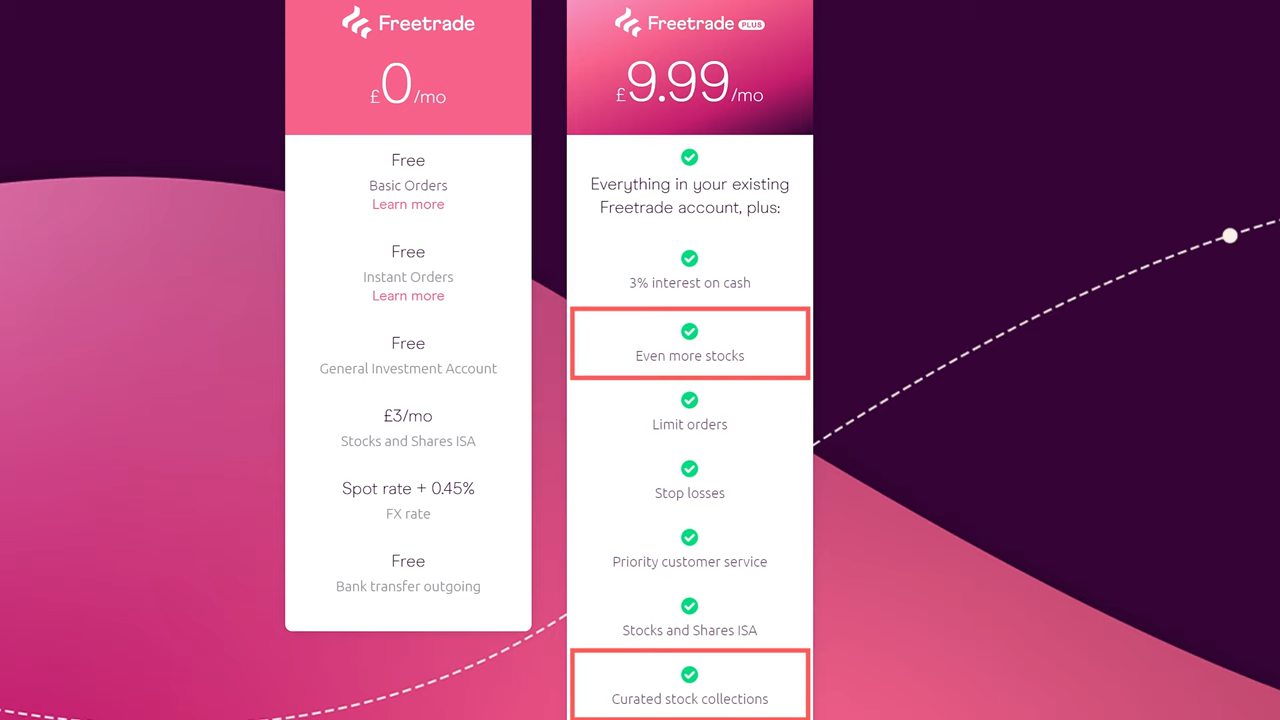 Freetrade
£0/mo
Free
Basic Orders
Learn more
Free
Instant Orders
Learn more
Free
General Investment Account
£3/mo
Stocks and Shares ISA
Spot rate + 0.45%
FX rate
Free
Bank transfer outgoing
Freetrade PLUS
£9.99/mo
Everything in your existing
Freetrade account, plus:
3% interest on cash
Even more stocks
Limit orders
Stop losses
Priority customer service
Stocks and Shares ISA
Curated stock collections